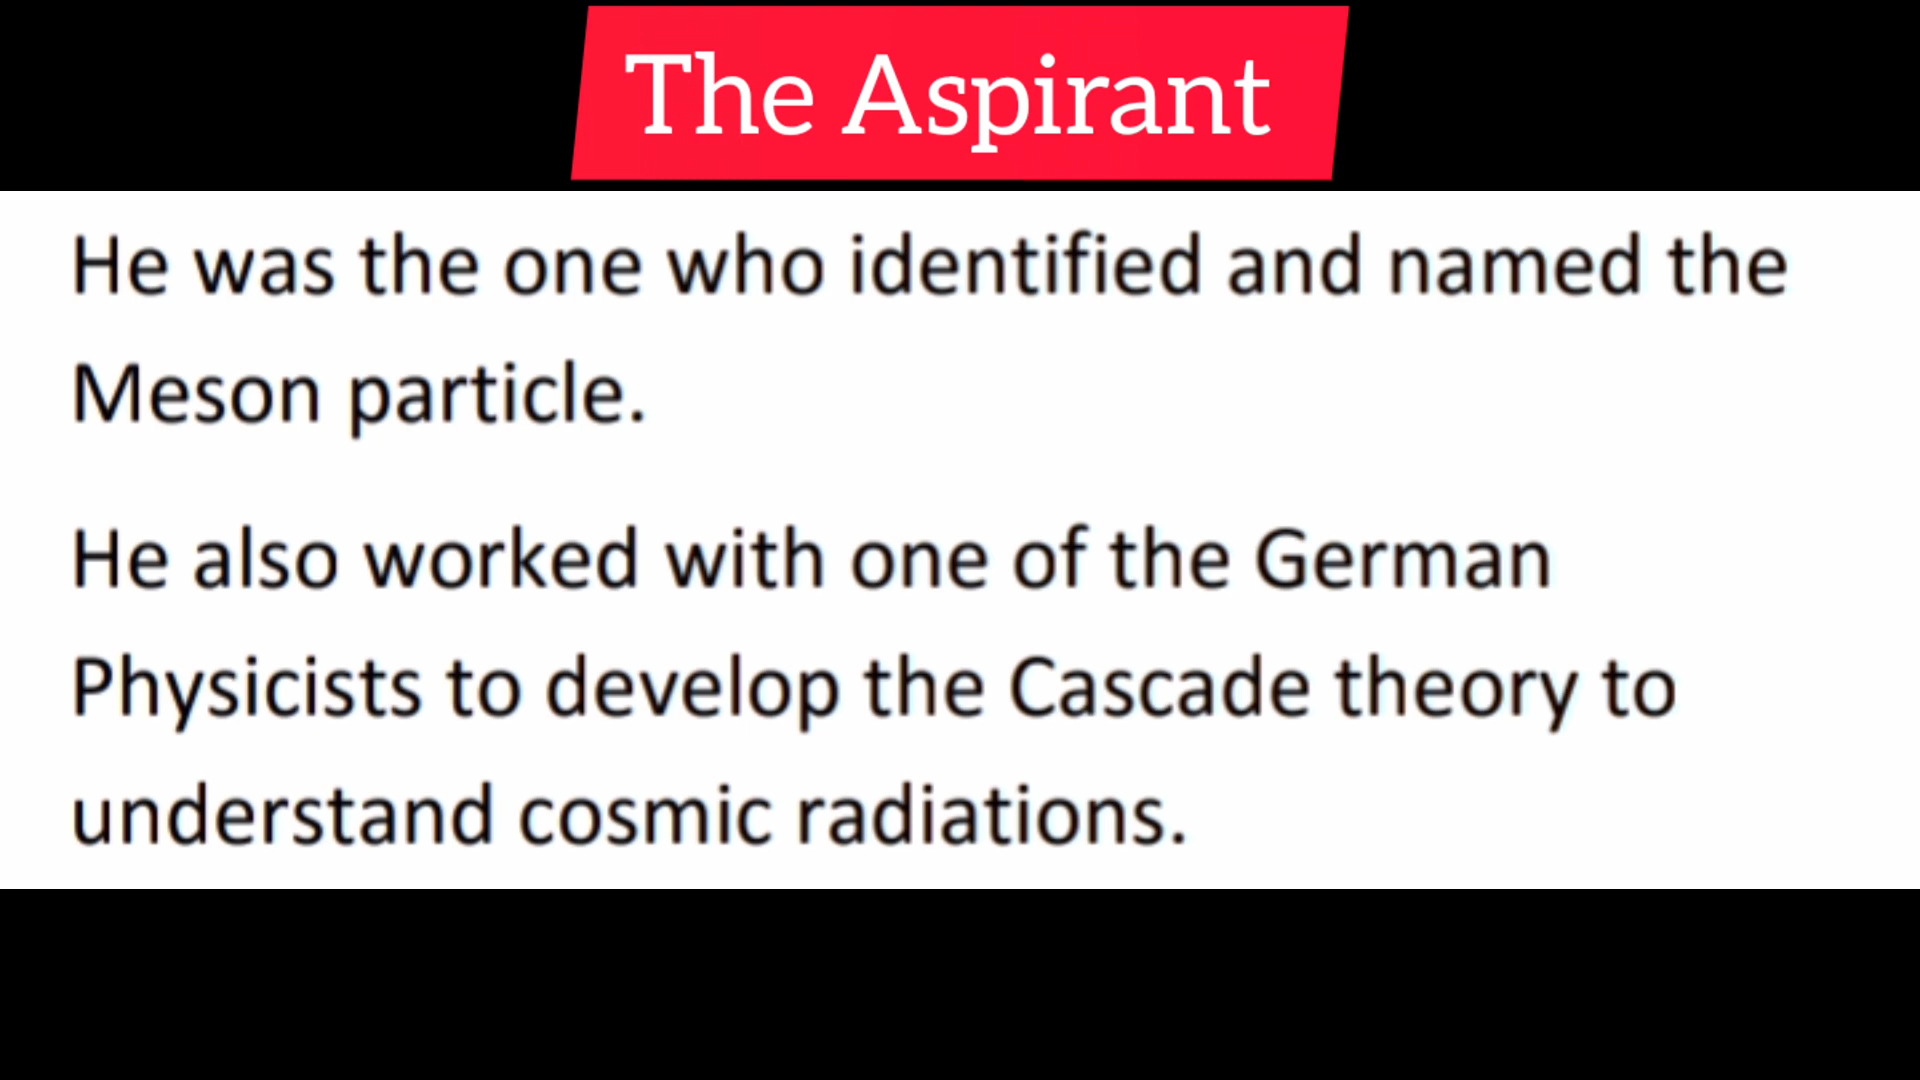 The Aspirant
He was the one who identified and named the
Meson particle.
He also worked with one of the German
Physicists to develop the Cascade theory to
understand cosmic radiations.